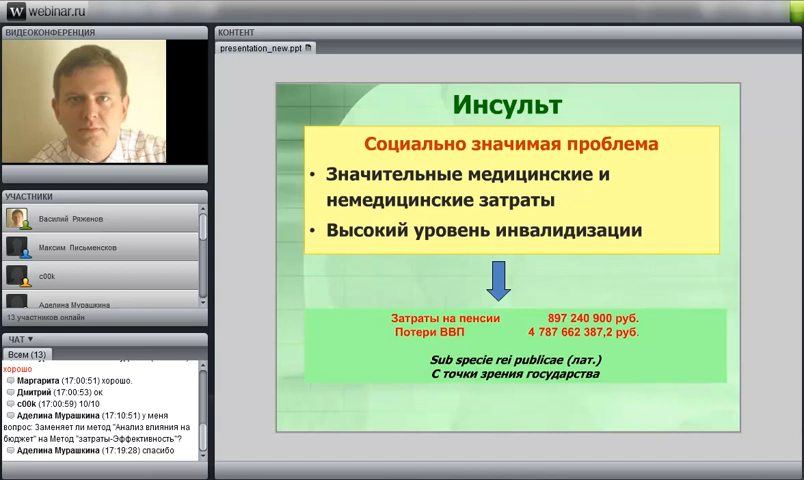 webinar.ru
ВИДЕОКОНФЕРЕНЦИЯ
УЧАСТНИКИ
Василий Ряженов
Максим Письменсков
c00k
Аделина Мурашкина
13 участников онлайн
ЧАТ
Всем (13)
хорошо
Маргарита (17:00:51) хорошо.
Дмитрий (17:00:53) ок
c00k (17:00:59) 10/10
Аделина Мурашкина (17:10:51) у меня
вопрос: Заменяет ли метод "Анализ влияния на
бюджет" на Метод "затраты-Эффективность"?
Аделина Мурашкина (17:19:28) спасибо
КОНТЕНТ
presentation_new.ppt
Инсульт
Социально значимая проблема
• Значительные медицинские и
немедицинские затраты
• Высокий уровень инвалидизации
Затраты на пенсии 897 240 900 руб.
Потери ВВП 4 787 662 387,2 руб.
Sub specie rei publicae (лат.)
С точки зрения государства